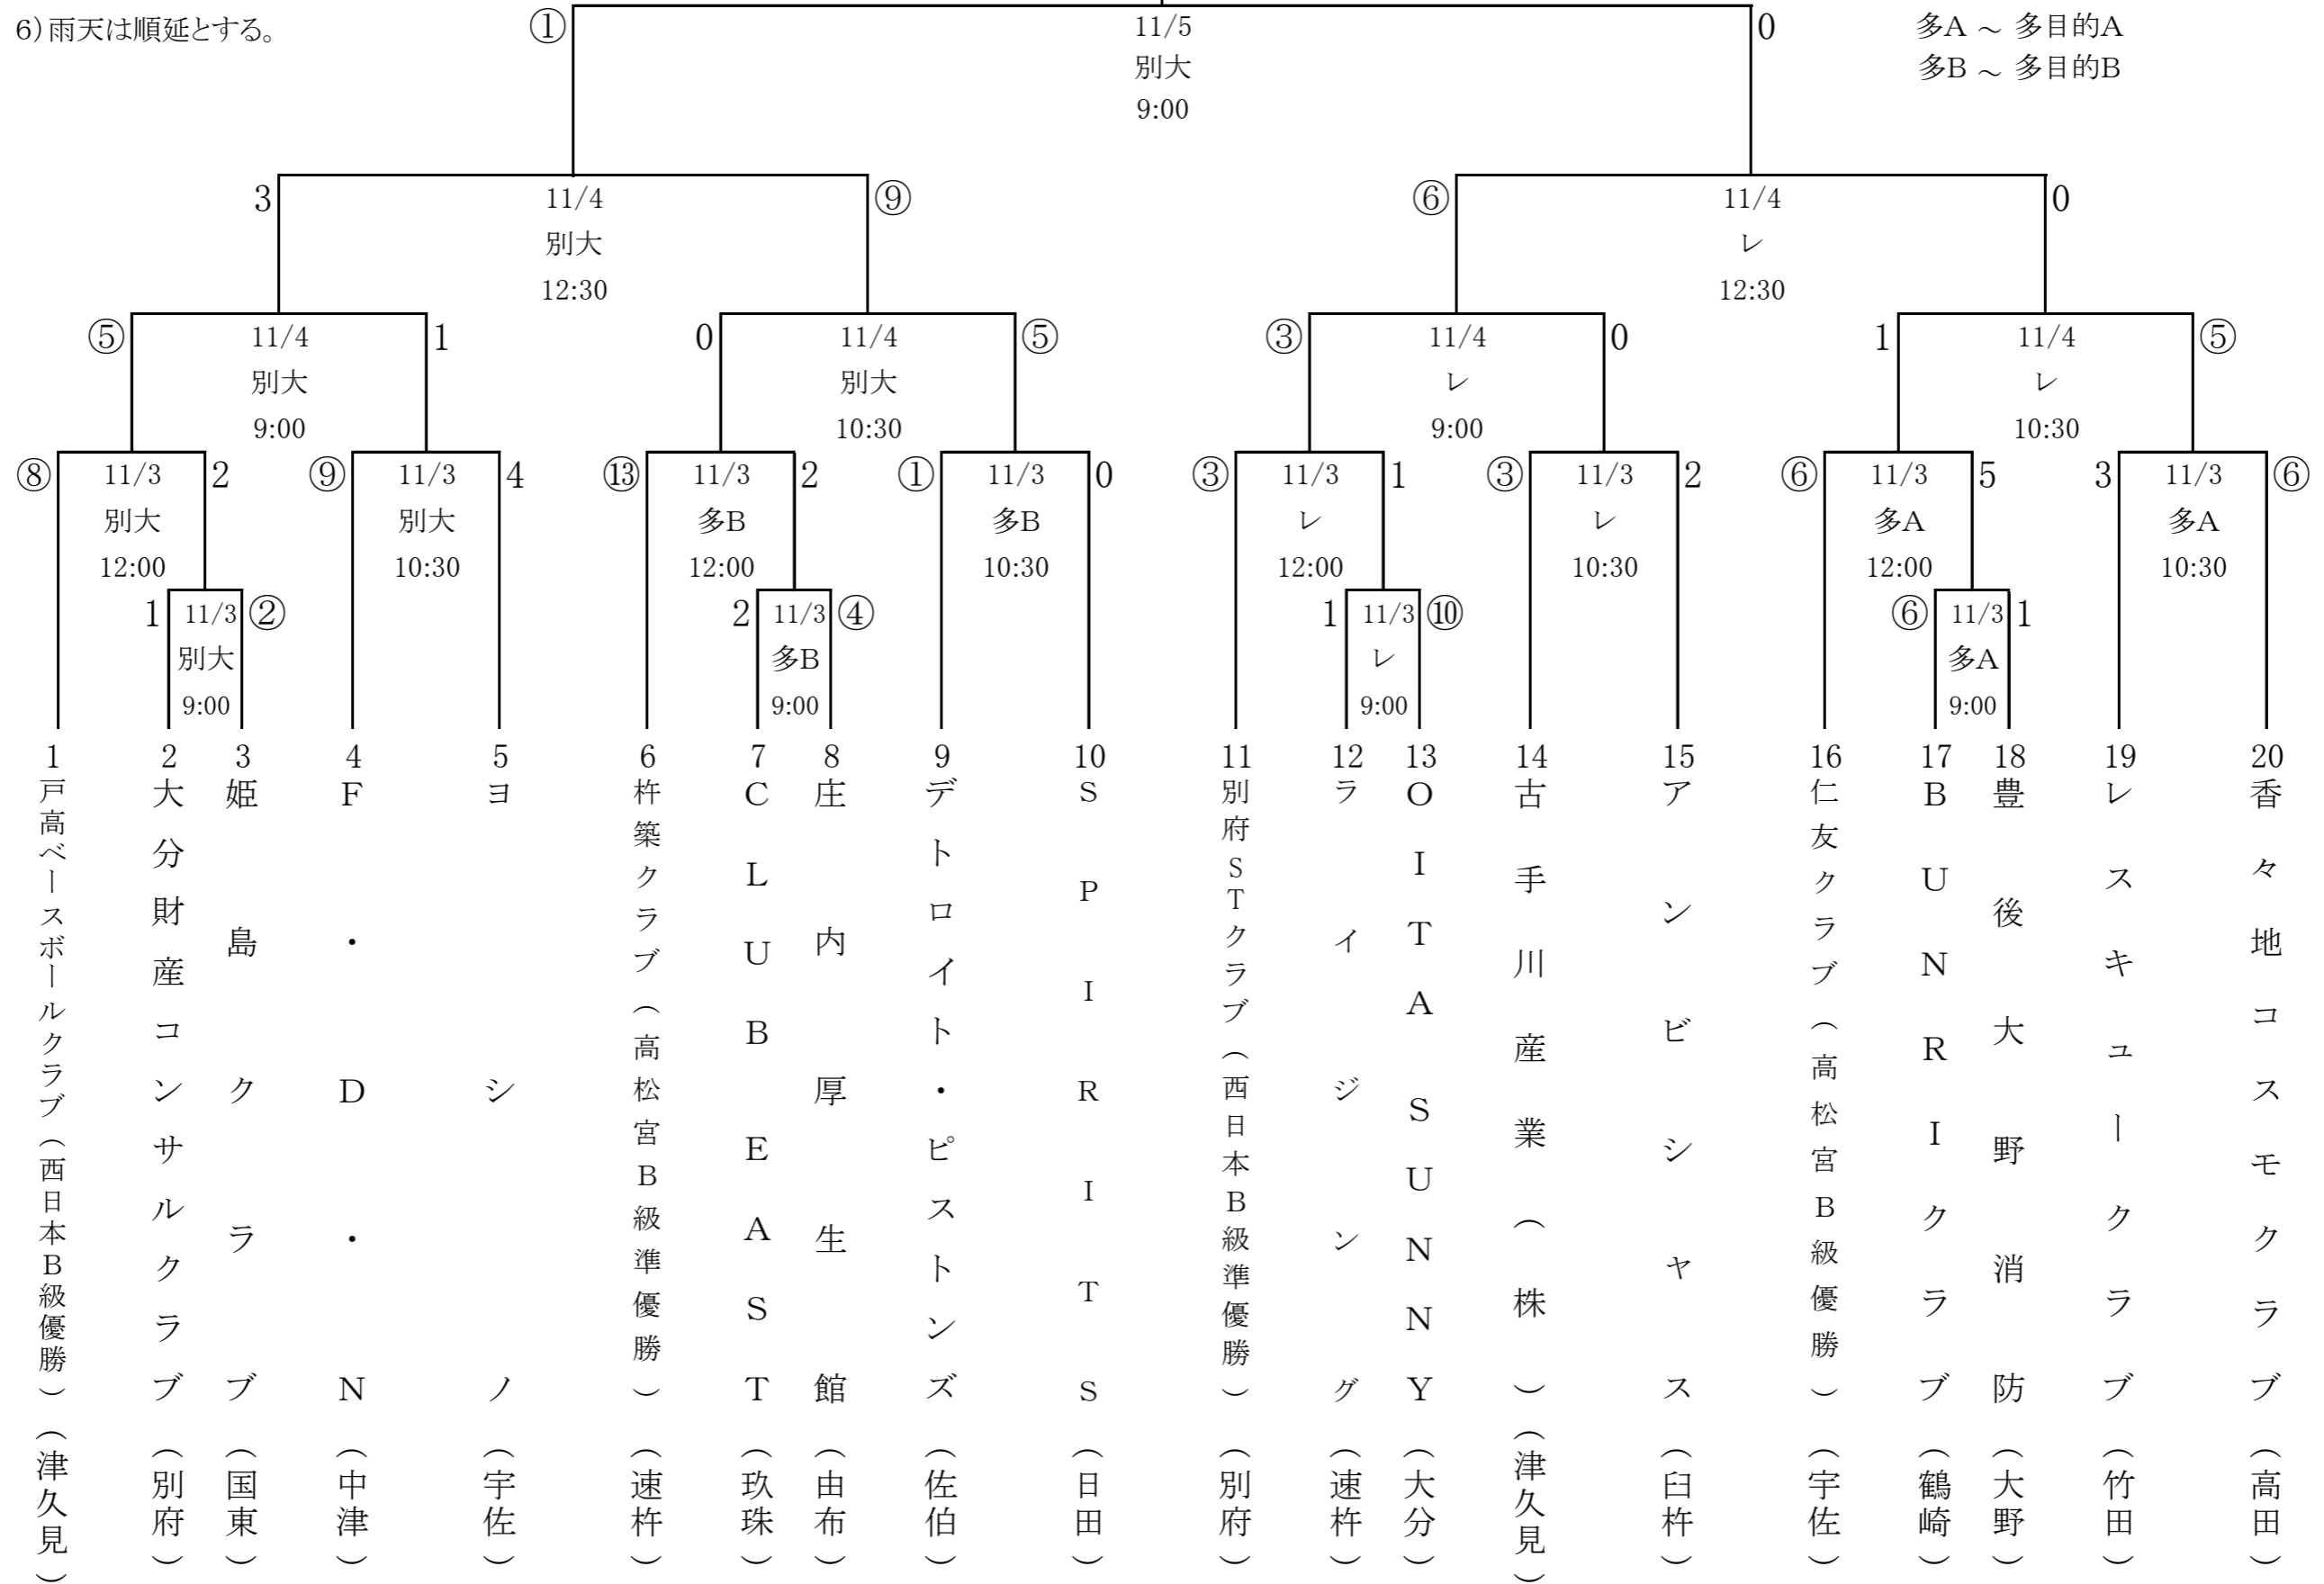 6)雨天は順延とする。
多A ～ 多目的A
多B ～ 多目的B
① 11/5 0
別大
9:00
3 11/4 ⑨
別大
12:30
⑥ 11/4 0
レ
12:30
⑤ 11/4 1
別大
9:00
0 11/4 ⑤
別大
10:30
③ 11/4 0
レ
9:00
1 11/4 ⑤
レ
10:30
⑧ 11/3 2
別大
12:00
⑨ 11/3 4
別大
10:30
⑬ 11/3 2
多B
12:00
① 11/3 0
多B
10:30
③ 11/3 1
レ
12:00
③ 11/3 2
レ
10:30
⑥ 11/3 5
多A
12:00
3 11/3 ⑥
多A
10:30
1 11/3 ②
別大
9:00
2 11/3 ④
多B
9:00
1 11/3 ⑩
レ
9:00
⑥ 11/3 1
多A
9:00
1 戸高ベースボールクラブ(西日本B級優勝)(津久見)
2 大分財産コンサルクラブ(別府)
3 姫島クラブ(国東)
4 F・D・N(中津)
5 ヨシノ(宇佐)
6 杵築クラブ(高松宮B級準優勝)(速杵)
7 CLUB EAST(玖珠)
8 庄内厚生館(由布)
9 デトロイト・ピストンズ(佐伯)
10 SPIRITS(日田)
11 別府STクラブ(西日本B級準優勝)(別府)
12 ライジング(速杵)
13 OITA SUNNY(大分)
14 古手川産業(株)(津久見)
15 アンビシャス(臼杵)
16 仁友クラブ(高松宮B級優勝)(宇佐)
17 BUNRIクラブ(鶴崎)
18 豊後大野消防(大野)
19 レスキュークラブ(竹田)
20 香々地コスモクラブ(高田)